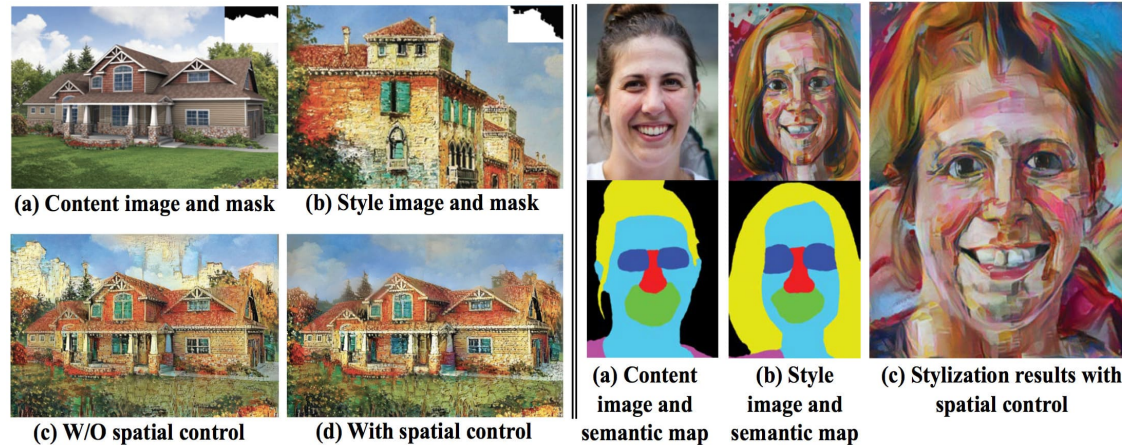 (a) Content image and mask
(b) Style image and mask
(c) W/O spatial control
(d) With spatial control
(a) Content
image and
semantic map
(b) Style
image and
semantic map
(c) Stylization results with
spatial control